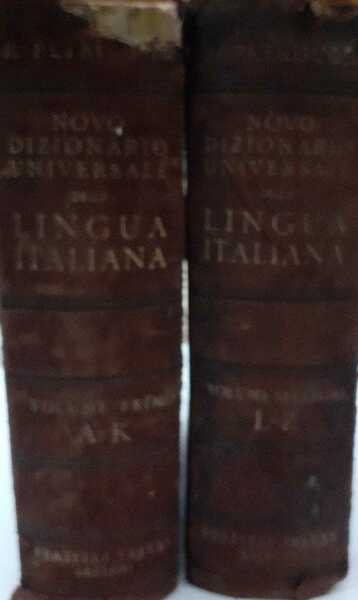 NOVO
DIZIONARIO
UNIVERSALE
LINGUA
ITALIANA
VOLUME PRIMO
A-K
NOVO
DIZIONARIO
UNIVERSALE
LINGUA
ITALIANA
VOLUME SECONDO
L-Z